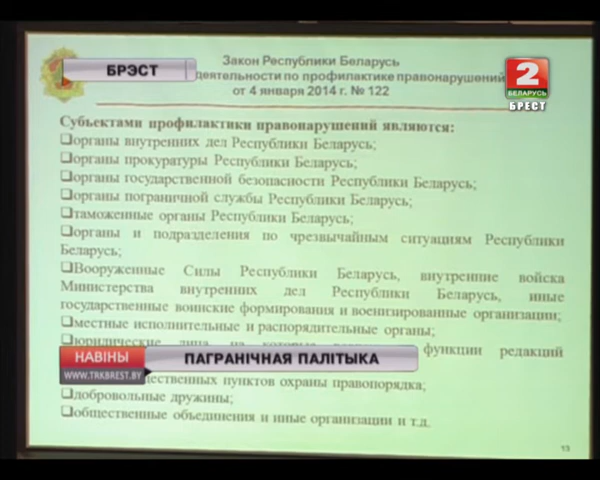 БРЭСТ
Закон Республики Беларусь
деятельности по профилактике правонарушений
от 4 января 2014 г. № 122
2
БЕЛАРУСЬ
БРЕСТ
Субъектами профилактики правонарушений являются:
❑органы внутренних дел Республики Беларусь;
❑органы прокуратуры Республики Беларусь;
❑органы государственной безопасности Республики Беларусь;
❑органы пограничной службы Республики Беларусь;
❑таможенные органы Республики Беларусь;
❑органы и подразделения по чрезвычайным ситуациям Республики
Беларусь;
❑Вооруженные Силы Республики Беларусь, внутренние войска
Министерства внутренних дел Республики Беларусь, иные
государственные воинские формирования и военизированные организации;
❑местные исполнительные и распорядительные органы;
❑юридические лица, на которые
функции редакций
НАВІНЫ
ПАГРАНІЧНАЯ ПАЛІТЫКА
WWW.TRKBREST.BY
пунктов охраны правопорядка;
❑добровольные дружины;
❑общественные объединения и иные организации и т.д.
13